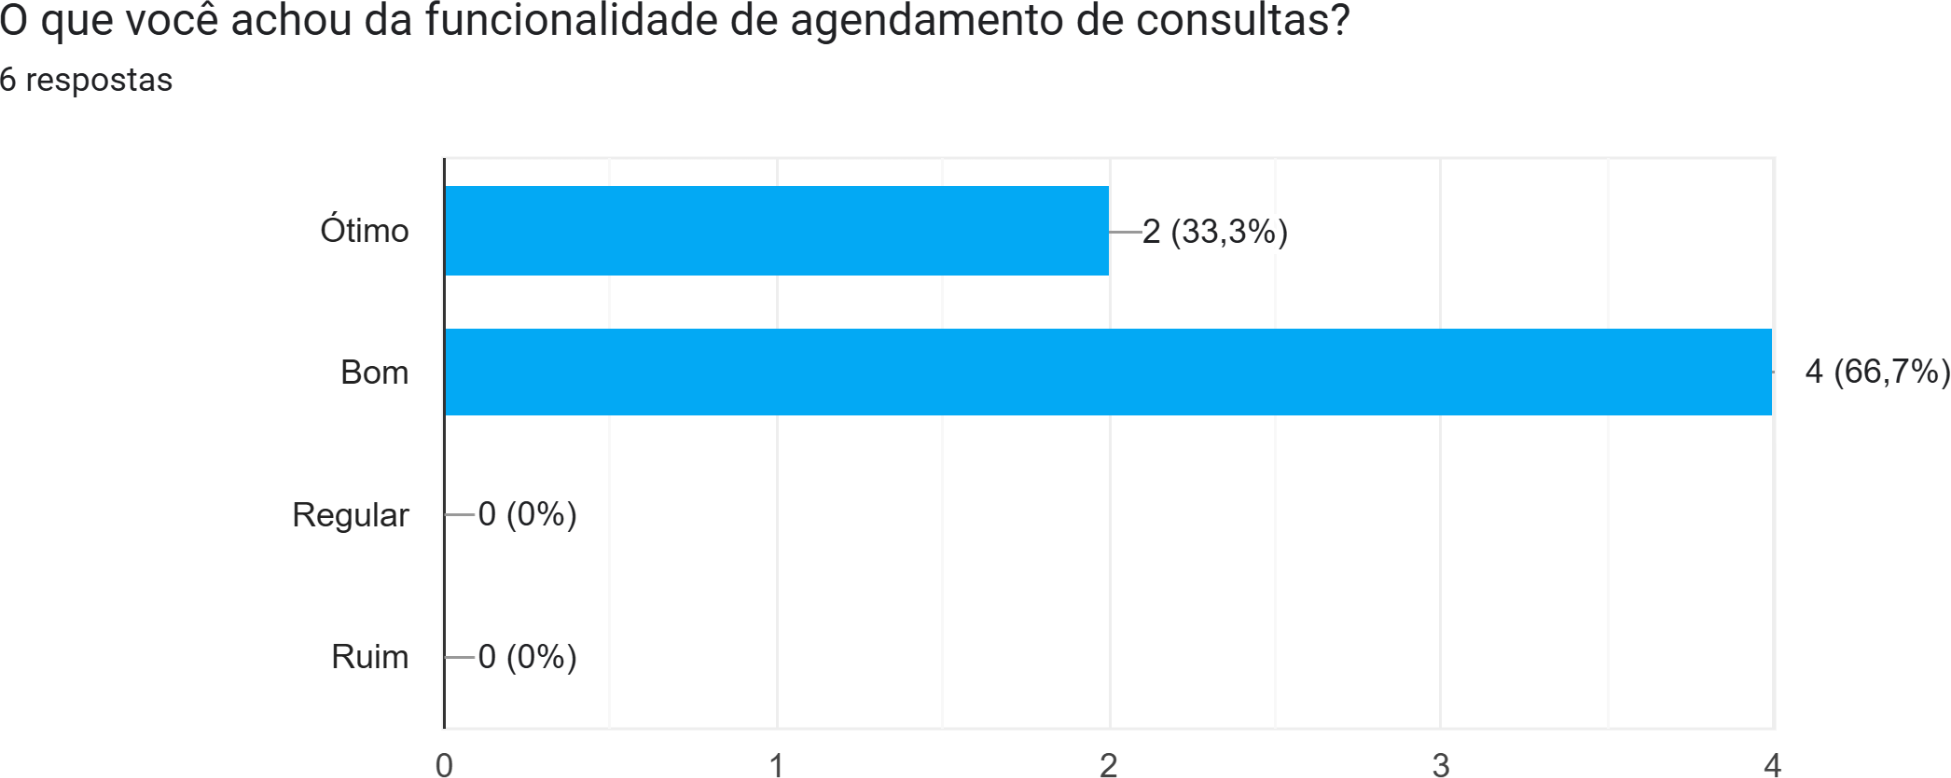 O que você achou da funcionalidade de agendamento de consultas?
6 respostas
Ótimo 2 (33,3%)
Bom 4 (66,7%)
Regular 0 (0%)
Ruim 0 (0%)
0 1 2 3 4